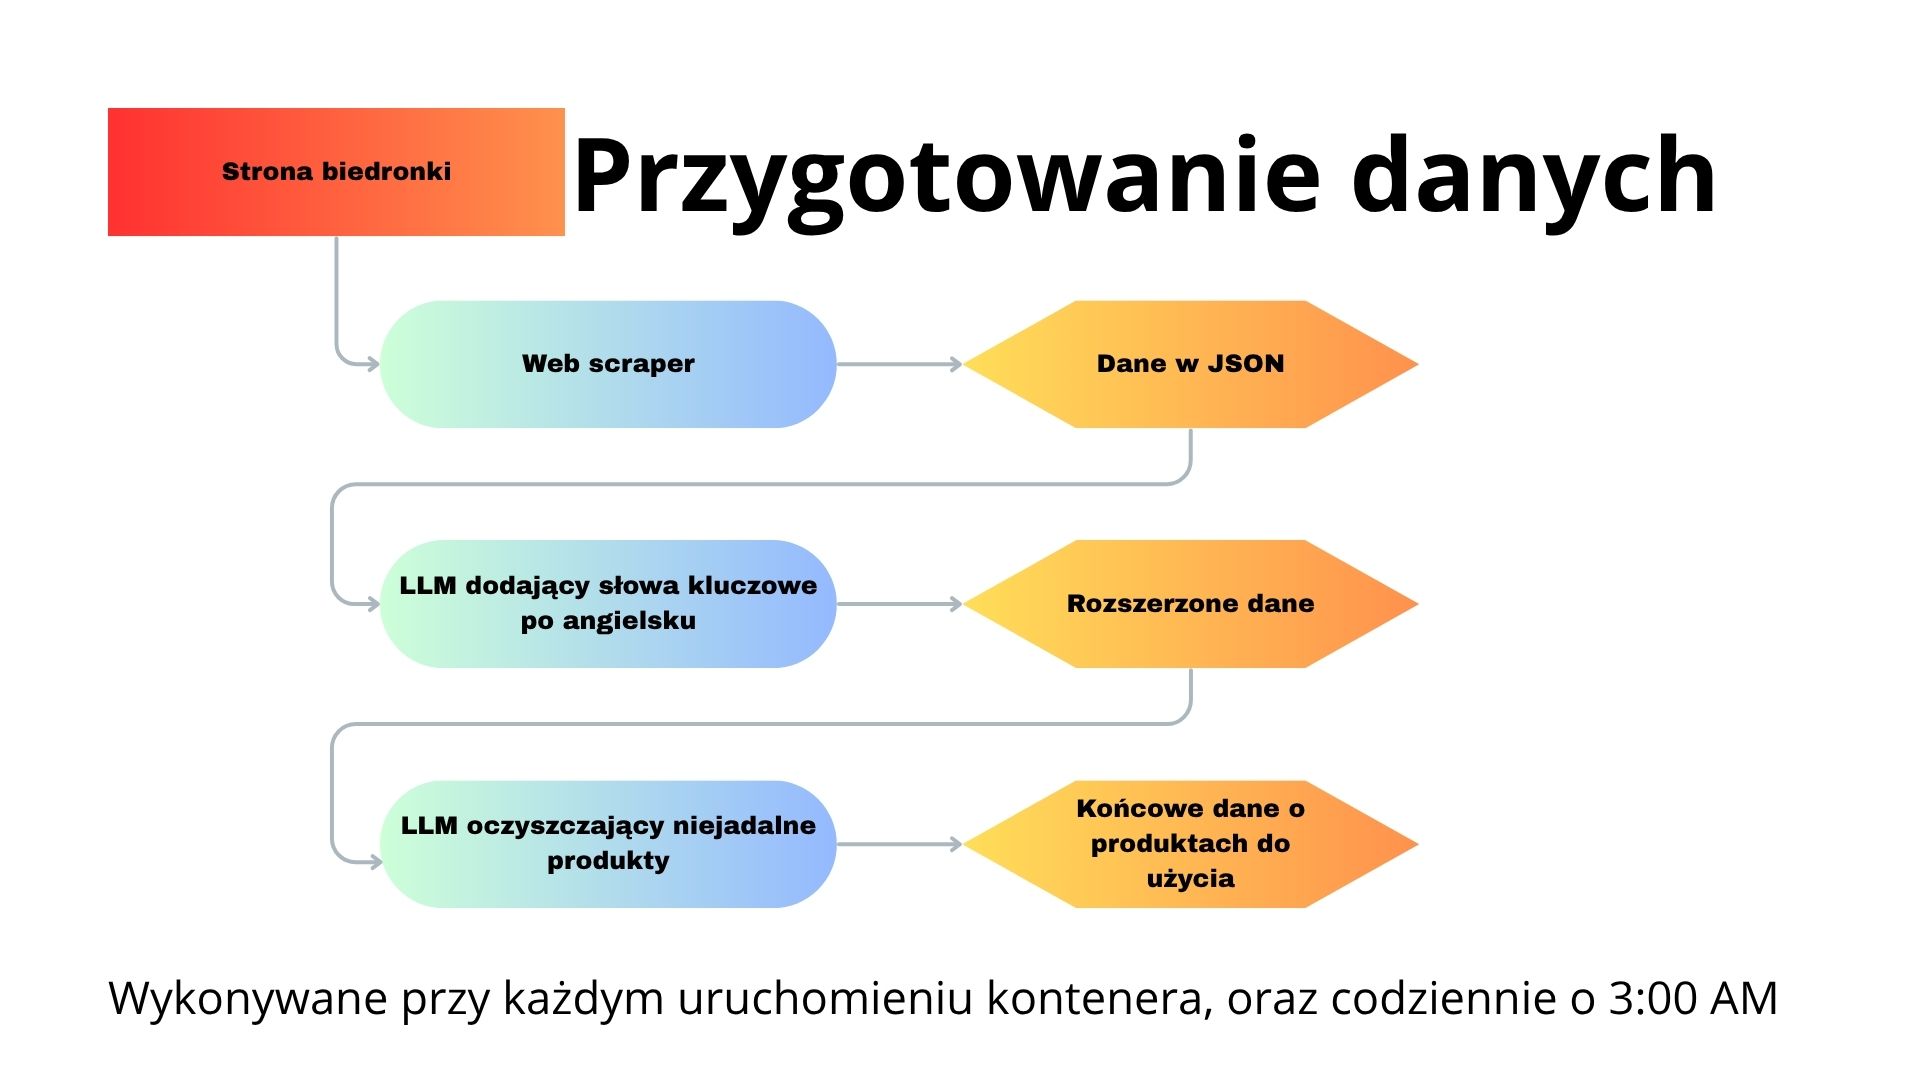 Strona biedronki
Przygotowanie danych
Web scraper
Dane w JSON
LLM dodający słowa kluczowe
po angielsku
Rozszerzone dane
LLM oczyszczający niejadalne
produkty
Końcowe dane o
produktach do
użycia
Wykonywane przy każdym uruchomieniu kontenera, oraz codziennie o 3:00 AM